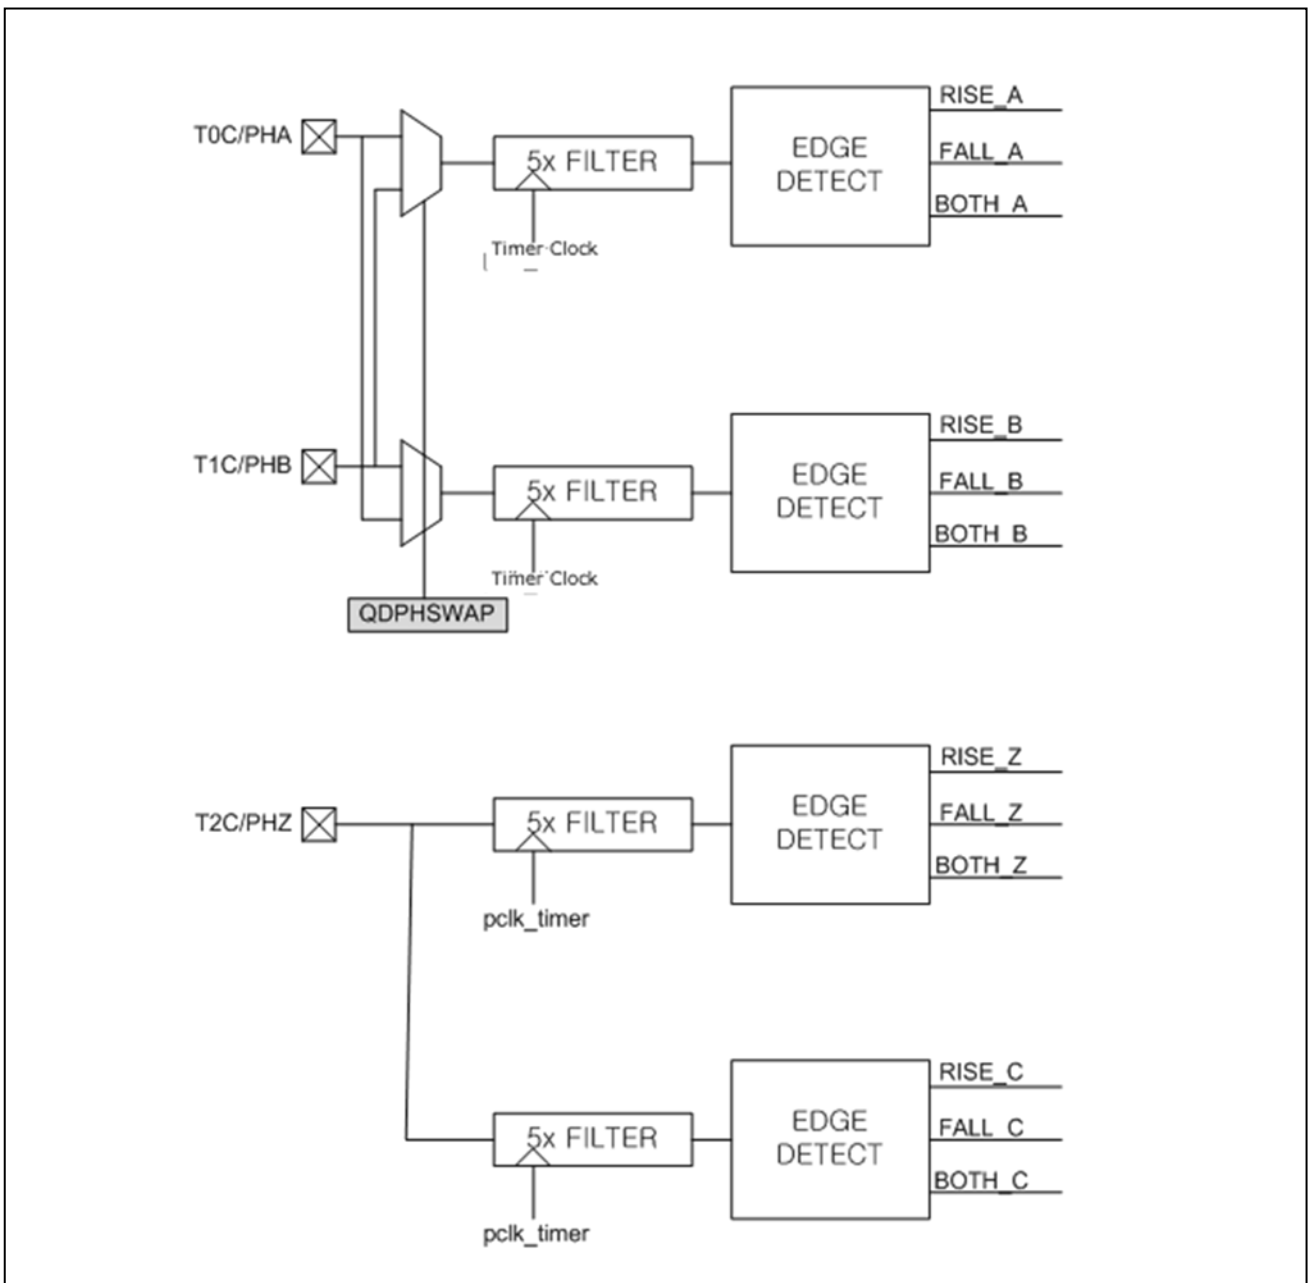 T0C/PHA
5x FILTER
Timer Clock
EDGE
DETECT
RISE_A
FALL_A
BOTH_A
T1C/PHB
5x FILTER
Timer Clock
EDGE
DETECT
RISE_B
FALL_B
BOTH_B
QDPHSWAP
T2C/PHZ
5x FILTER
pclk_timer
EDGE
DETECT
RISE_Z
FALL_Z
BOTH_Z
5x FILTER
pclk_timer
EDGE
DETECT
RISE_C
FALL_C
BOTH_C